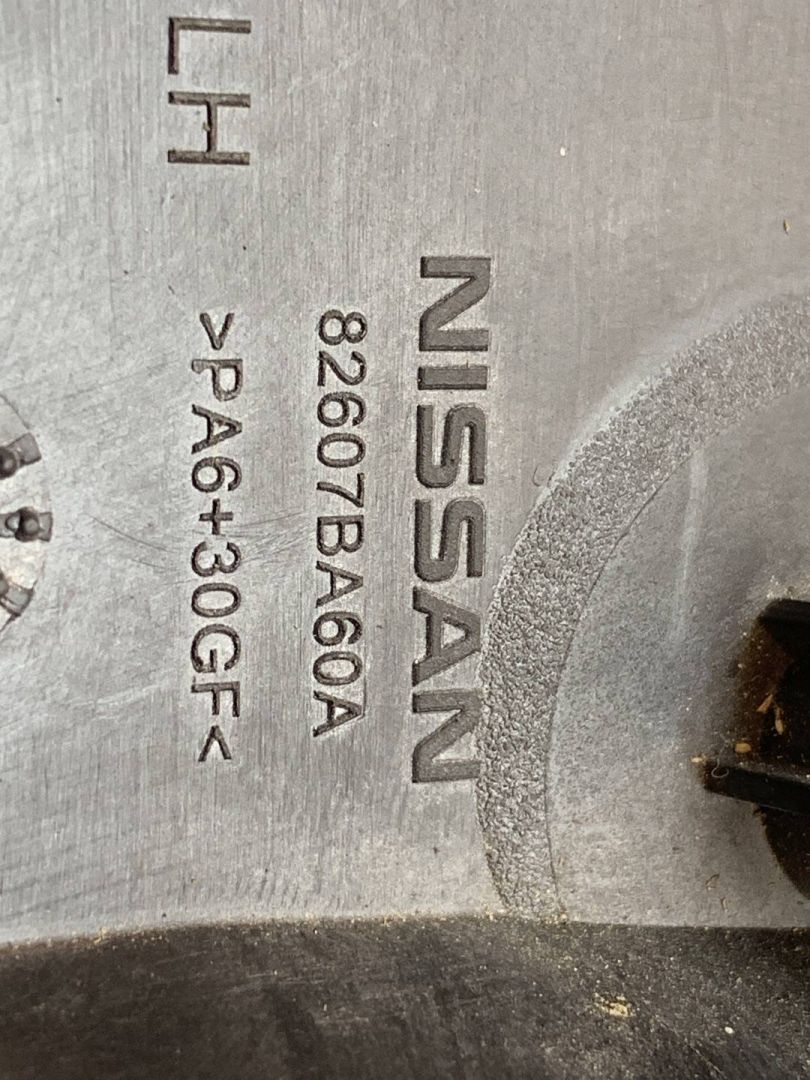 LH
NISSAN
82607BA60A
>PA6+30GF<